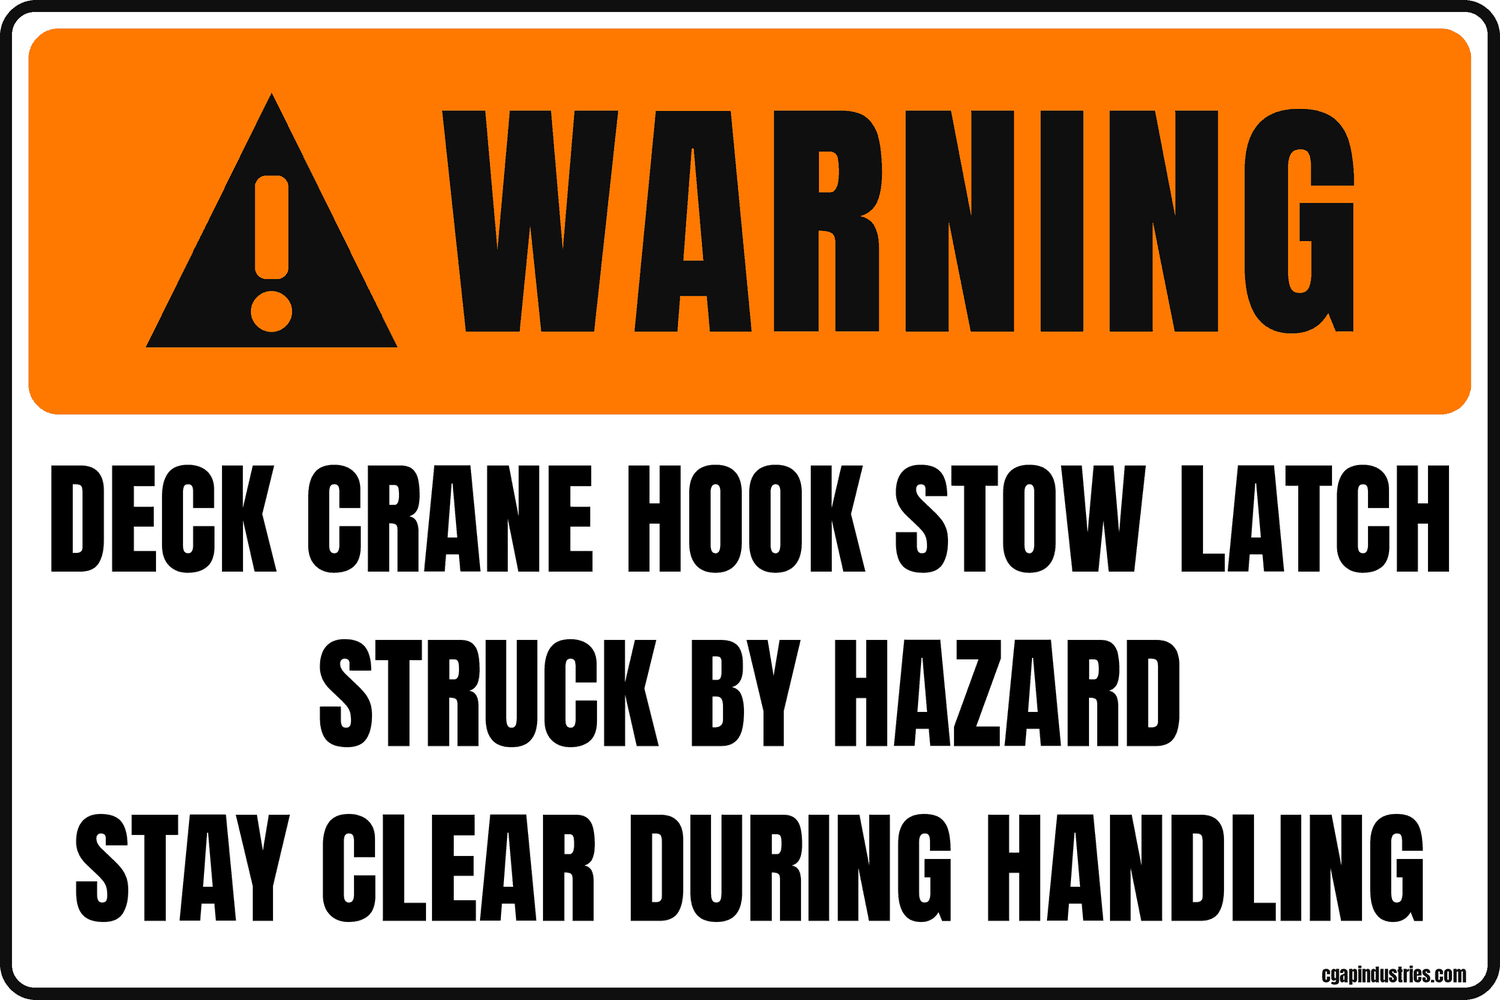 WARNING
DECK CRANE HOOK STOW LATCH
STRUCK BY HAZARD
STAY CLEAR DURING HANDLING
cgapindustries.com